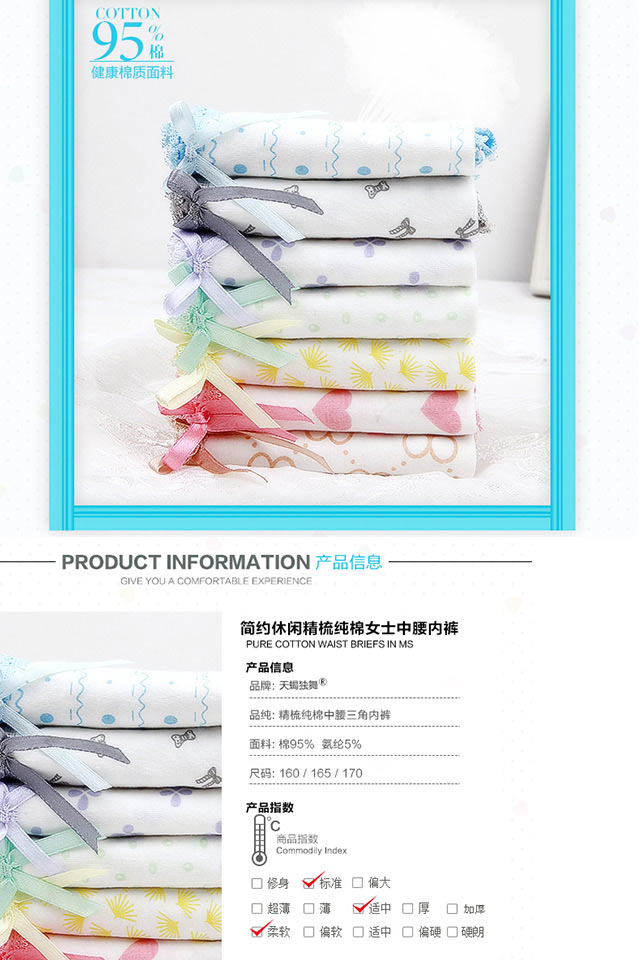 COTTON
95%棉
健康棉质面料
PRODUCT INFORMATION 产品信息
GIVE YOU A COMFORTABLE EXPERIENCE
简约休闲精梳纯棉女士中腰内裤
PURE COTTON WAIST BRIEFS IN MS
产品信息
品牌: 天蝎独舞®
品纯: 精梳纯棉中腰三角内裤
面料: 棉95% 氨纶5%
尺码: 160 / 165 / 170
产品指数
°C
商品指数
Commodily Index
修身 标准 偏大
超薄 薄 适中 厚 加厚
柔软 偏软 适中 偏硬 硬朗